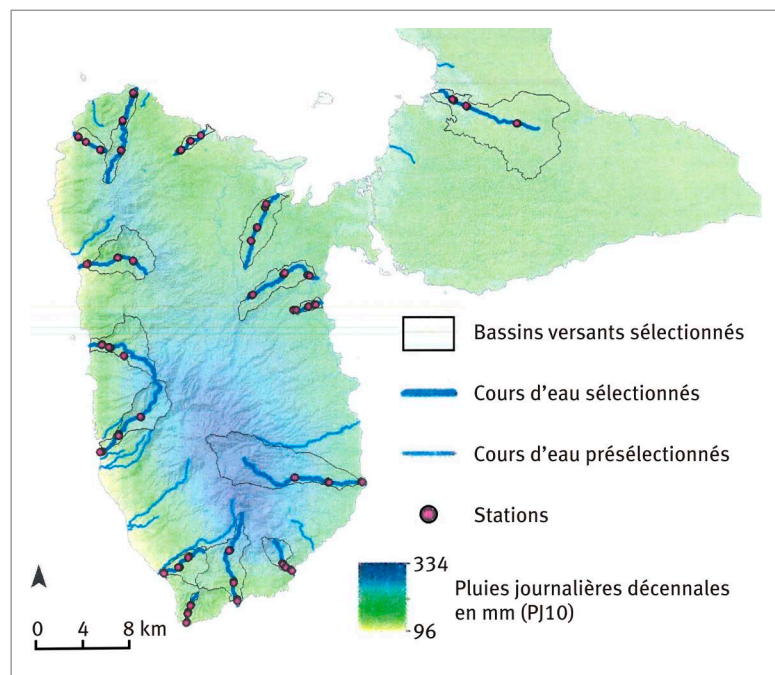 Bassins versants sélectionnés
Cours d'eau sélectionnés
Cours d'eau présélectionnés
Stations
334
Pluies journalières décennales
en mm (PJ10)
96
0 4 8 km